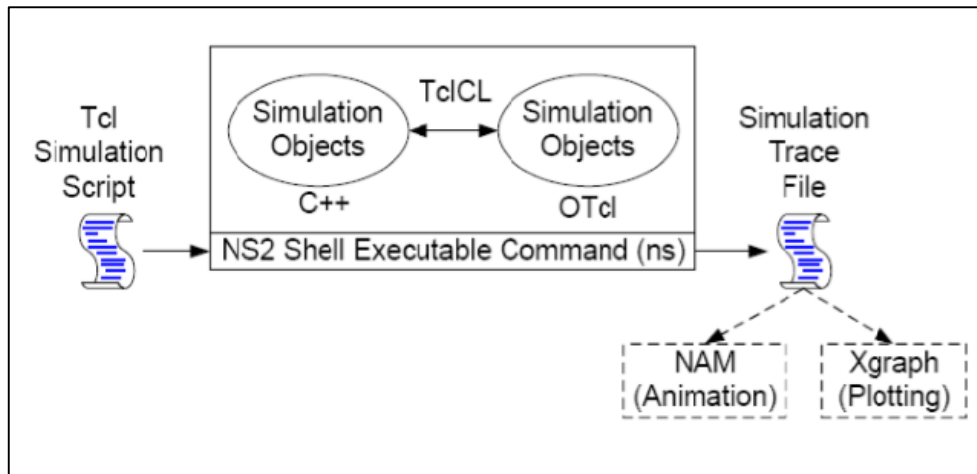 Tcl
Simulation
Script
Simulation
Objects
C++
TclCL
Simulation
Objects
OTcl
NS2 Shell Executable Command (ns)
Simulation
Trace
File
NAM
(Animation)
Xgraph
(Plotting)